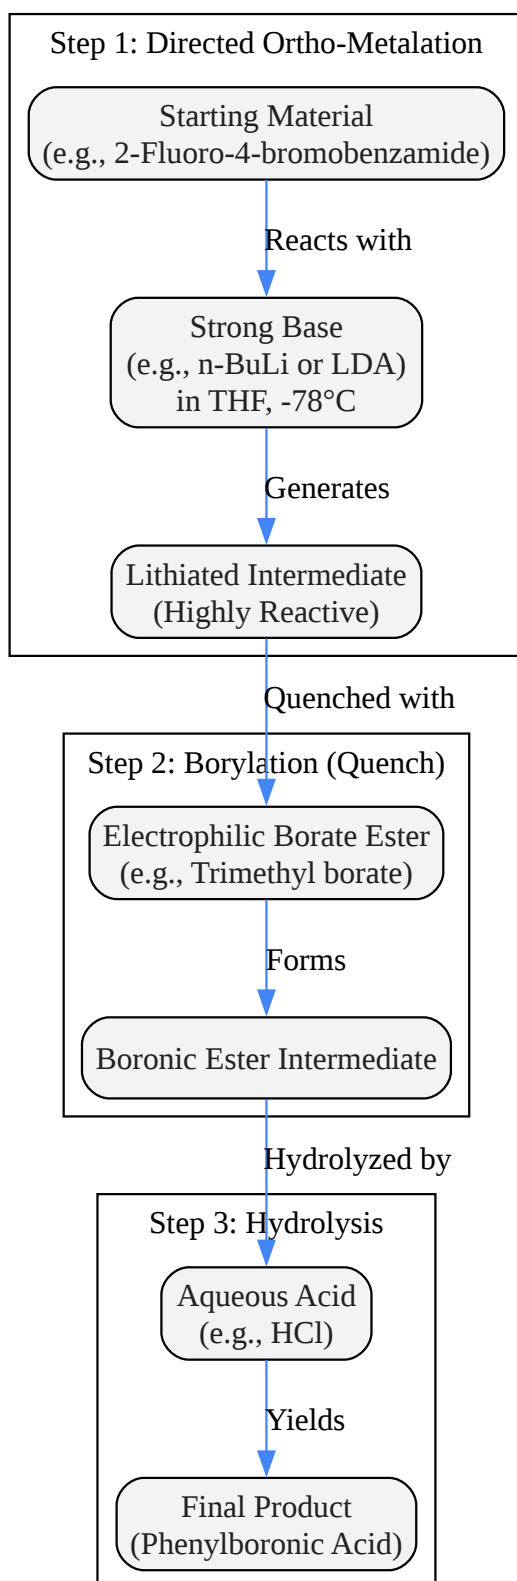 Step 1: Directed Ortho-Metalation
Starting Material
(e.g., 2-Fluoro-4-bromobenzamide)
Reacts with
Strong Base
(e.g., n-BuLi or LDA)
in THF, -78°C
Generates
Lithiated Intermediate
(Highly Reactive)
Quenched with
Step 2: Borylation (Quench)
Electrophilic Borate Ester
(e.g., Trimethyl borate)
Forms
Boronic Ester Intermediate
Hydrolyzed by
Step 3: Hydrolysis
Aqueous Acid
(e.g., HCl)
Yields
Final Product
(Phenylboronic Acid)